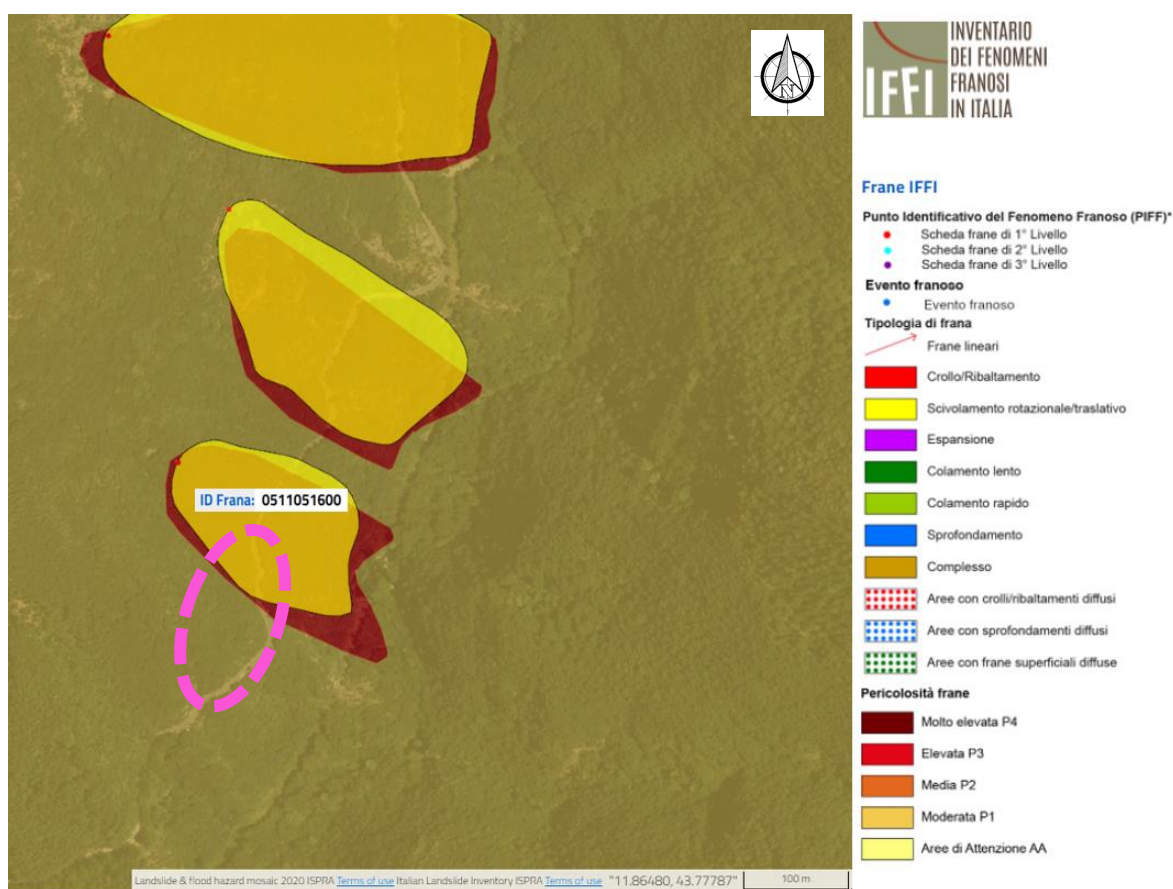 N
ID Frana: 0511051600
Landslide & flood hazard mosaic 2020 ISPRA Terms of use Italian Landslide Inventory ISPRA Terms of use "11.86480, 43.77787" 100 m
IFFI
INVENTARIO
DEI FENOMENI
FRANOSI
IN ITALIA
Frane IFFI
Punto Identificativo del Fenomeno Franoso (PIFF)*
Scheda frane di 1° Livello
Scheda frane di 2° Livello
Scheda frane di 3° Livello
Evento franoso
Evento franoso
Tipologia di frana
Frane lineari
Crollo/Ribaltamento
Scivolamento rotazionale/traslativo
Espansione
Colamento lento
Colamento rapido
Sprofondamento
Complesso
Aree con crolli/ribaltamenti diffusi
Aree con sprofondamenti diffusi
Aree con frane superficiali diffuse
Pericolosità frane
Molto elevata P4
Elevata P3
Media P2
Moderata P1
Aree di Attenzione AA